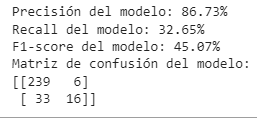 Precisión del modelo: 86.73%
Recall del modelo: 32.65%
F1-score del modelo: 45.07%
Matriz de confusión del modelo:
[[239   6]
 [ 33  16]]